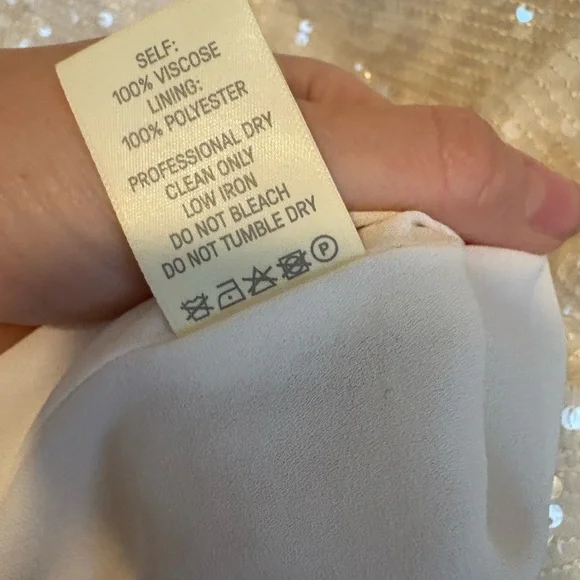 SELF:
100% VISCOSE
LINING:
100% POLYESTER
PROFESSIONAL DRY
CLEAN ONLY
LOW IRON
DO NOT BLEACH
DO NOT TUMBLE DRY
P